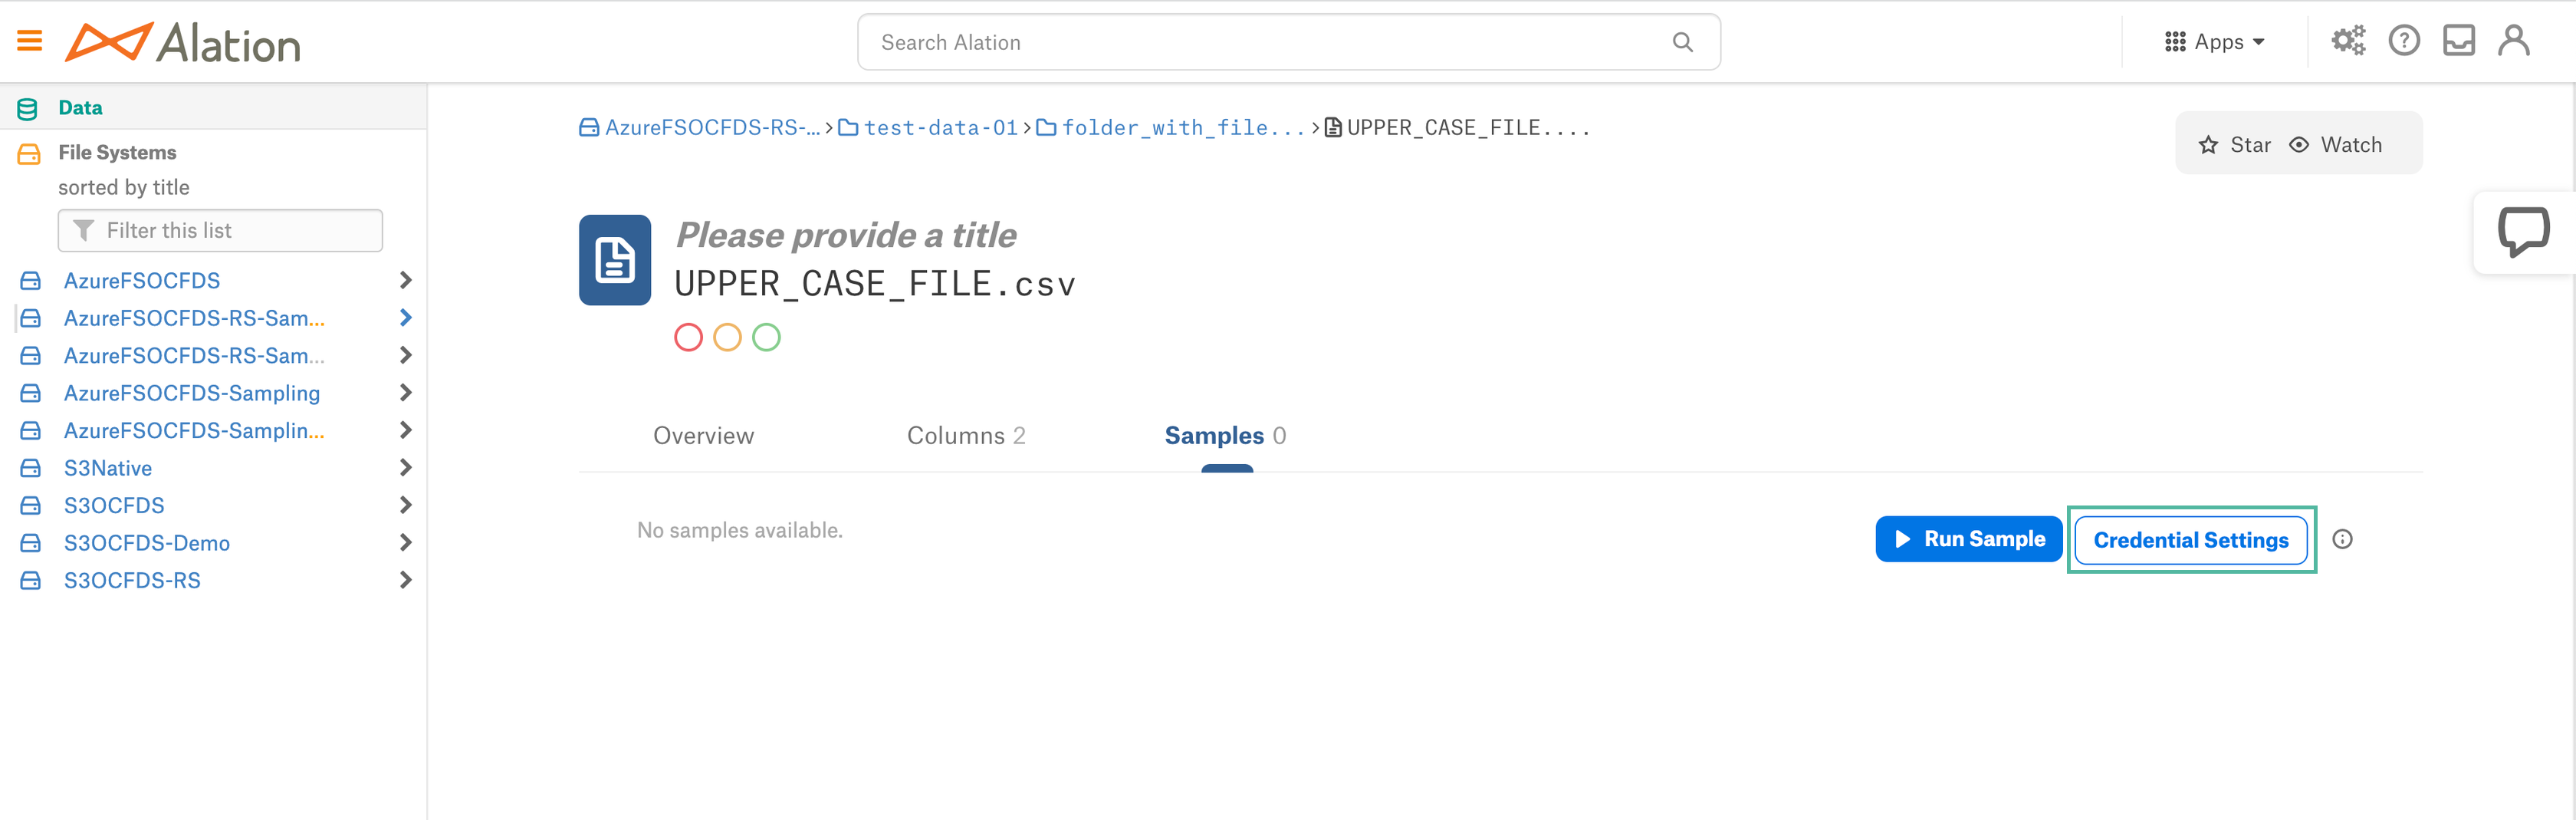 Alation
Search Alation
Apps
Data
File Systems
sorted by title
Filter this list
AzureFSOCFDS
AzureFSOCFDS-RS-Sam...
AzureFSOCFDS-RS-Sam...
AzureFSOCFDS-Sampling
AzureFSOCFDS-Samplin...
S3Native
S3OCFDS
S3OCFDS-Demo
S3OCFDS-RS
AzureFSOCFDS-RS-... > test-data-01 > folder_with_file... > UPPER_CASE_FILE....
Star Watch
Please provide a title
UPPER_CASE_FILE.csv
Overview Columns 2 Samples 0
No samples available.
Run Sample Credential Settings